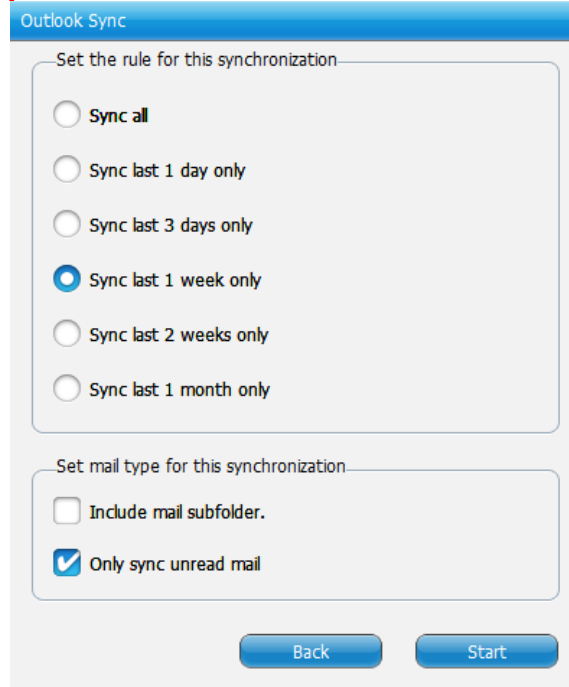 Outlook Sync
Set the rule for this synchronization
Sync all
Sync last 1 day only
Sync last 3 days only
Sync last 1 week only
Sync last 2 weeks only
Sync last 1 month only
Set mail type for this synchronization
Include mail subfolder.
Only sync unread mail
Back Start